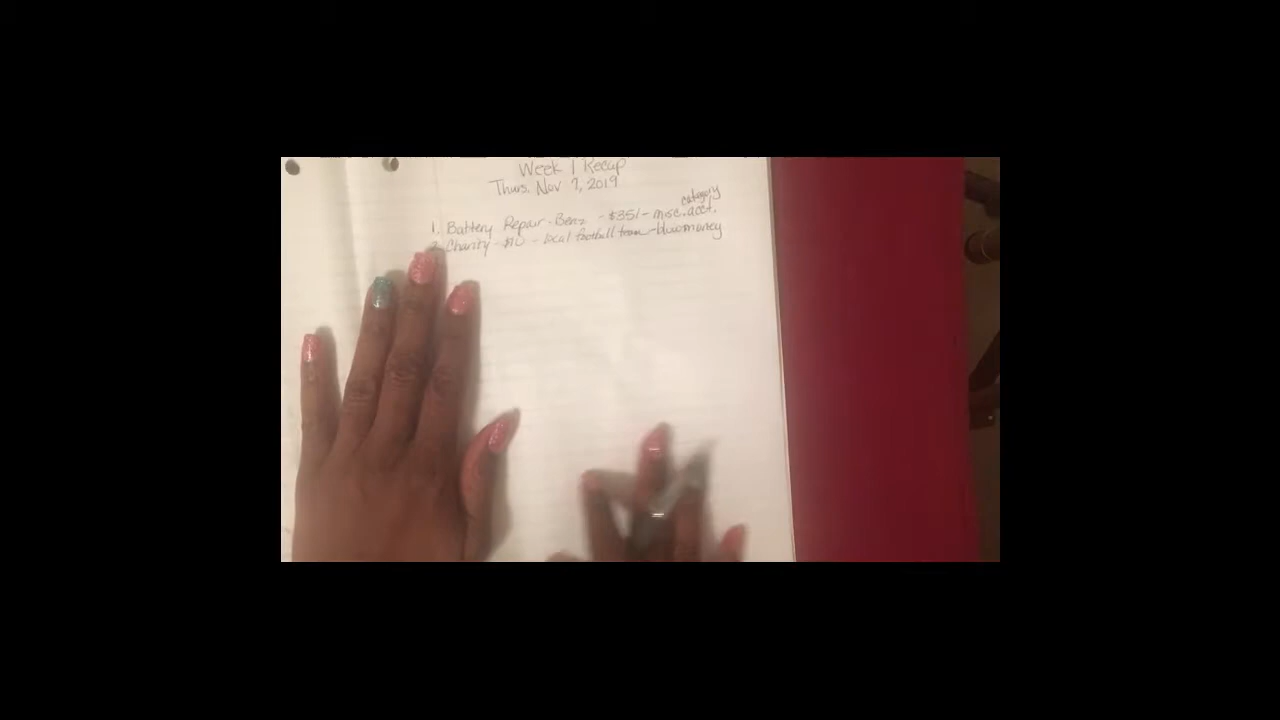 Week 1 Recap
Thurs. Nov 7, 2019
category
1. Battery Repair - Benz - $351 - misc. acct.
2. Charity - $10 - local football team - blow money